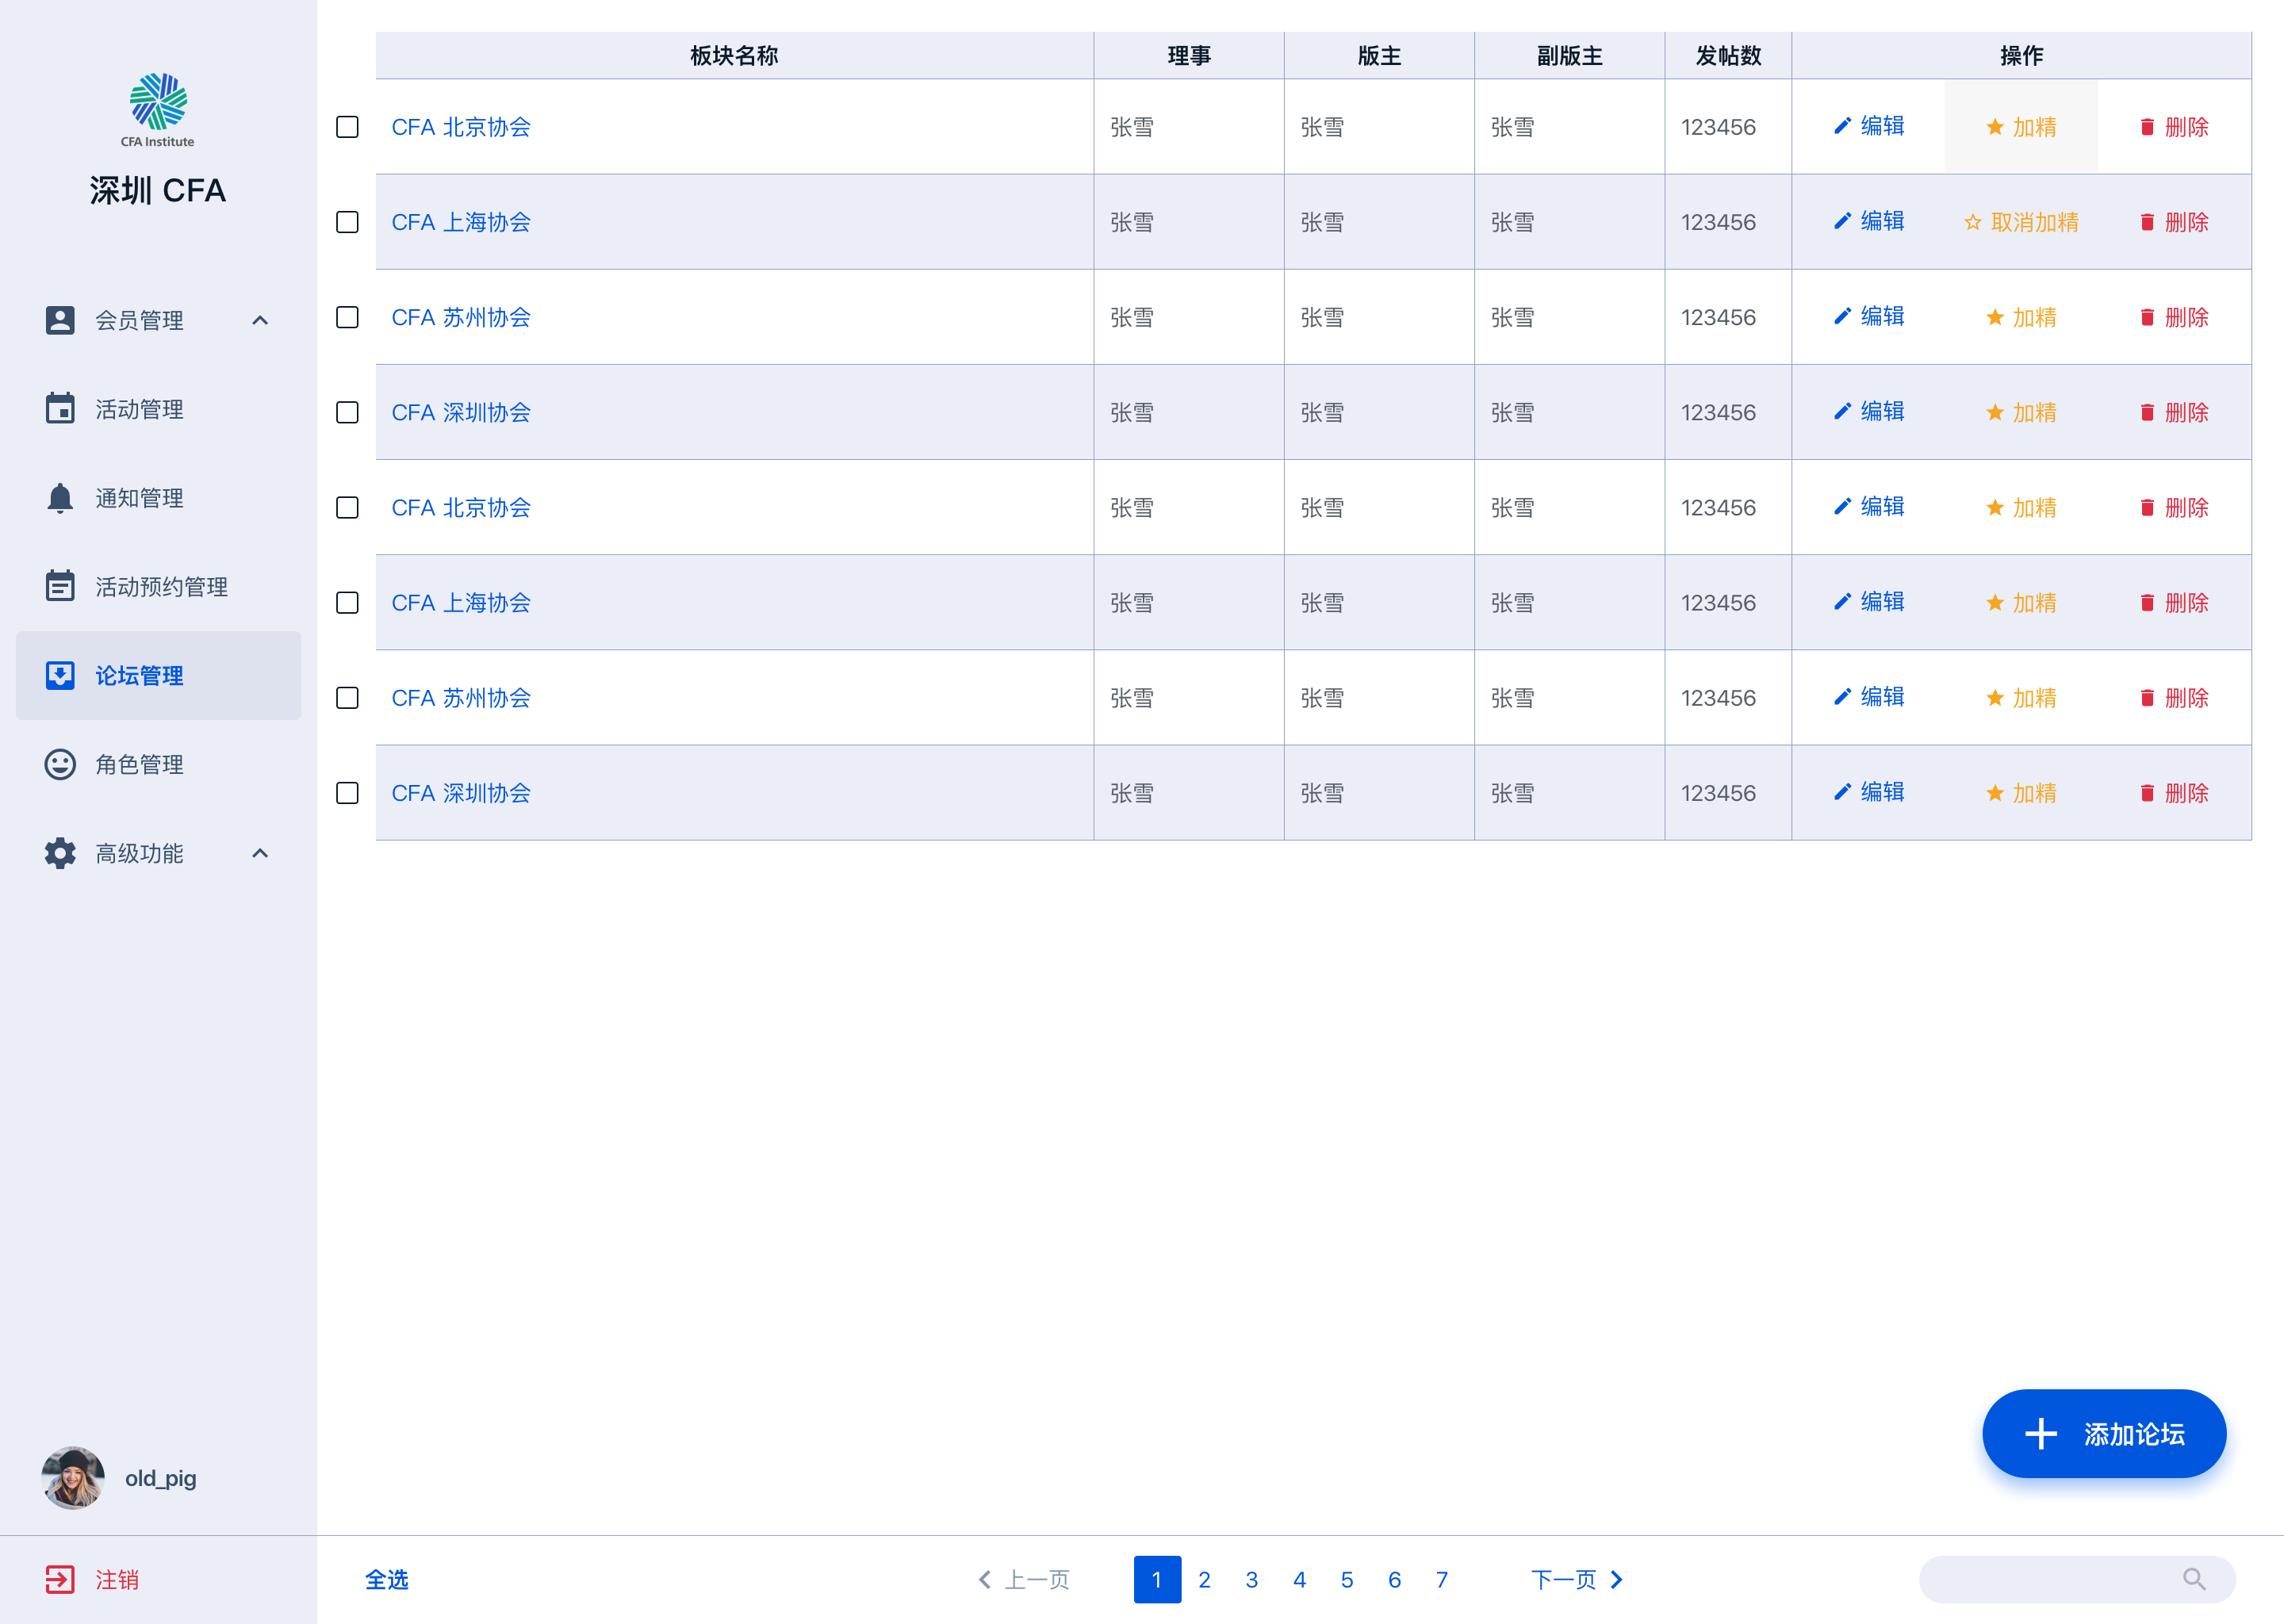 CFA Institute
深圳 CFA
会员管理
活动管理
通知管理
活动预约管理
论坛管理
角色管理
高级功能
old_pig
注销
板块名称 理事 版主 副版主 发帖数 操作
CFA 北京协会 张雪 张雪 张雪 123456 编辑 加精 删除
CFA 上海协会 张雪 张雪 张雪 123456 编辑 取消加精 删除
CFA 苏州协会 张雪 张雪 张雪 123456 编辑 加精 删除
CFA 深圳协会 张雪 张雪 张雪 123456 编辑 加精 删除
CFA 北京协会 张雪 张雪 张雪 123456 编辑 加精 删除
CFA 上海协会 张雪 张雪 张雪 123456 编辑 加精 删除
CFA 苏州协会 张雪 张雪 张雪 123456 编辑 加精 删除
CFA 深圳协会 张雪 张雪 张雪 123456 编辑 加精 删除
添加论坛
全选 上一页 1 2 3 4 5 6 7 下一页